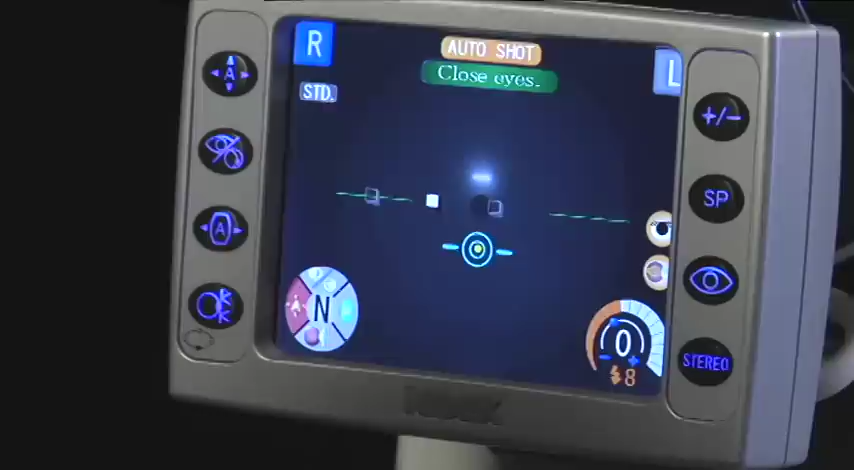 R
AUTO SHOT
L
Close eyes.
STD.
A
+/-
SP
A
N
0
8
K
K
STEREO